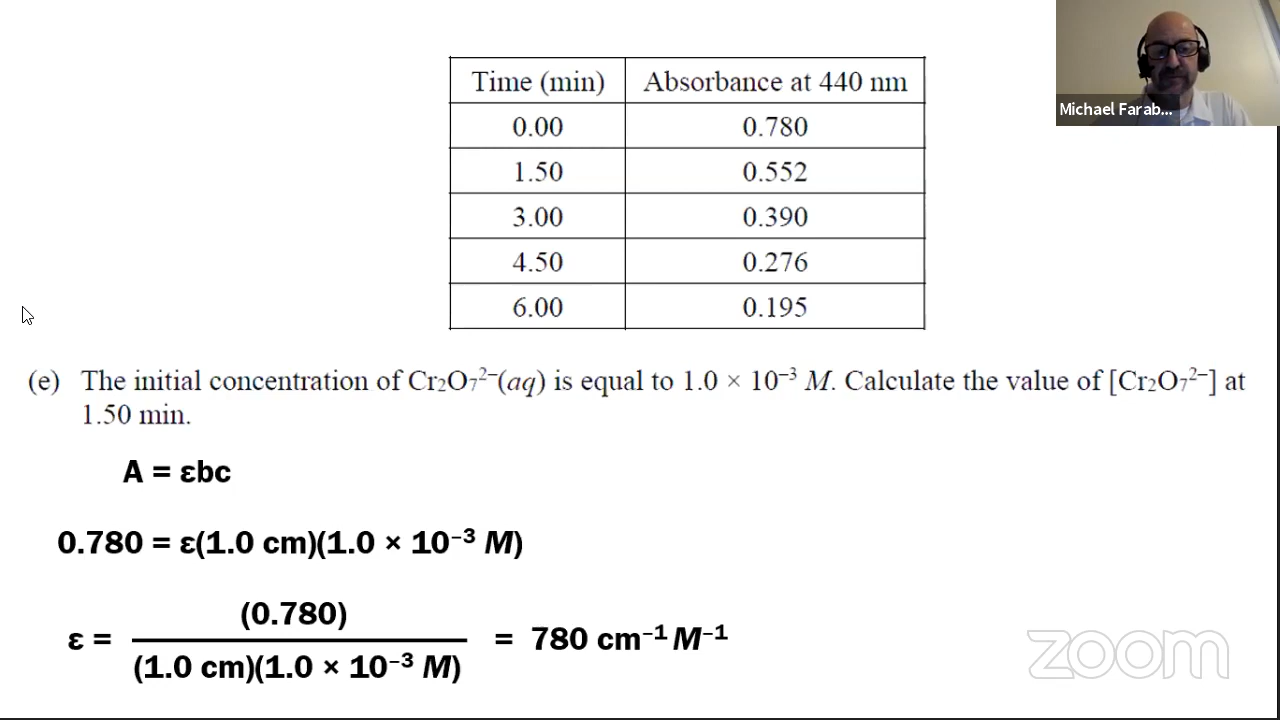 Time (min) Absorbance at 440 nm
0.00 0.780
1.50 0.552
3.00 0.390
4.50 0.276
6.00 0.195
Michael Farab...
(e) The initial concentration of Cr₂O₇²⁻(aq) is equal to 1.0 × 10⁻³ M. Calculate the value of [Cr₂O₇²⁻] at
1.50 min.
A = εbc
0.780 = ε(1.0 cm)(1.0 × 10⁻³ M)
(0.780)
ε = = 780 cm⁻¹ M⁻¹
(1.0 cm)(1.0 × 10⁻³ M)
zoom